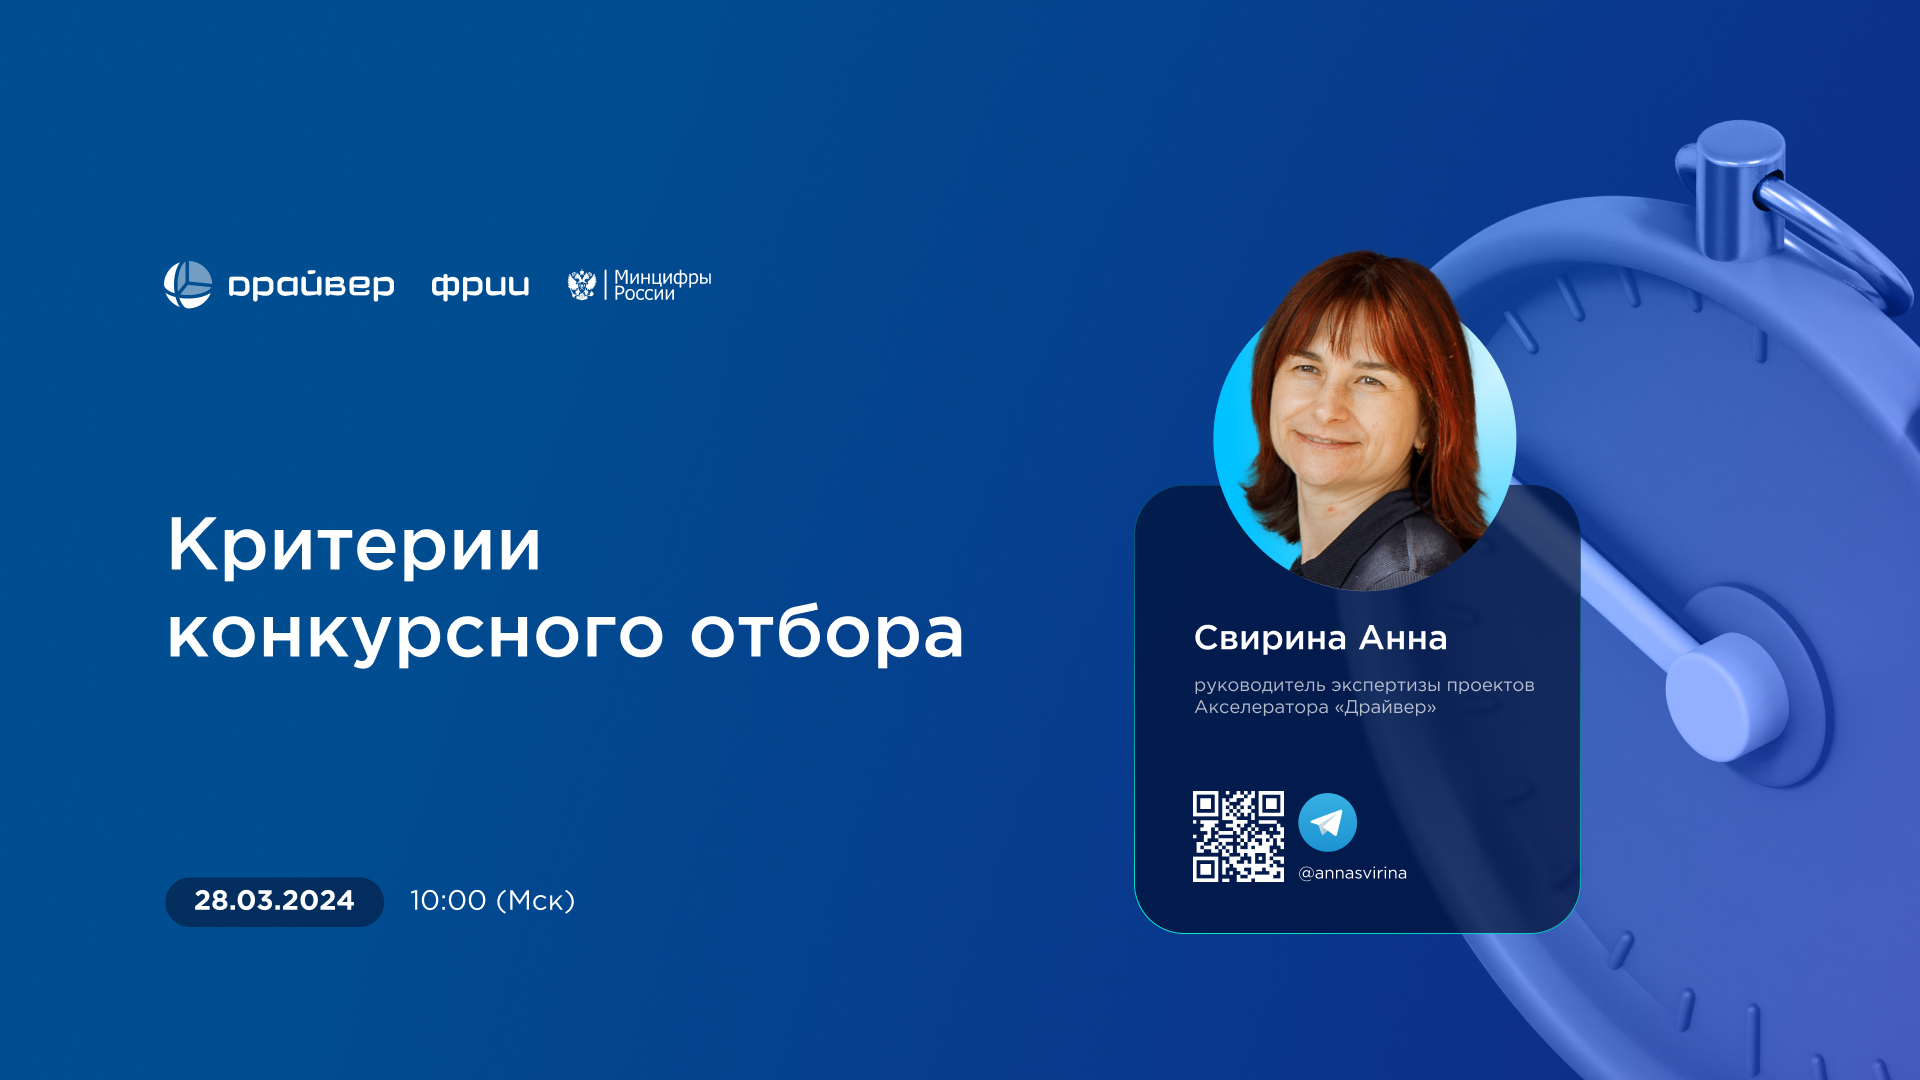 драйвер
фрии
Минцифры
России
Критерии
конкурсного отбора
28.03.2024
10:00 (Мск)
Свирина Анна
руководитель экспертизы проектов
Акселератора «Драйвер»
@annasvirina